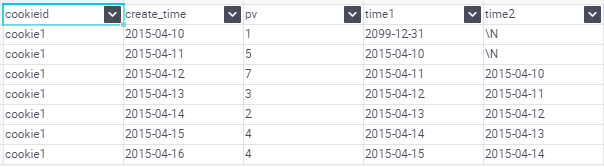 cookieid create_time pv time1 time2
cookie1 2015-04-10 1 2099-12-31 \N
cookie1 2015-04-11 5 2015-04-10 \N
cookie1 2015-04-12 7 2015-04-11 2015-04-10
cookie1 2015-04-13 3 2015-04-12 2015-04-11
cookie1 2015-04-14 2 2015-04-13 2015-04-12
cookie1 2015-04-15 4 2015-04-14 2015-04-13
cookie1 2015-04-16 4 2015-04-15 2015-04-14